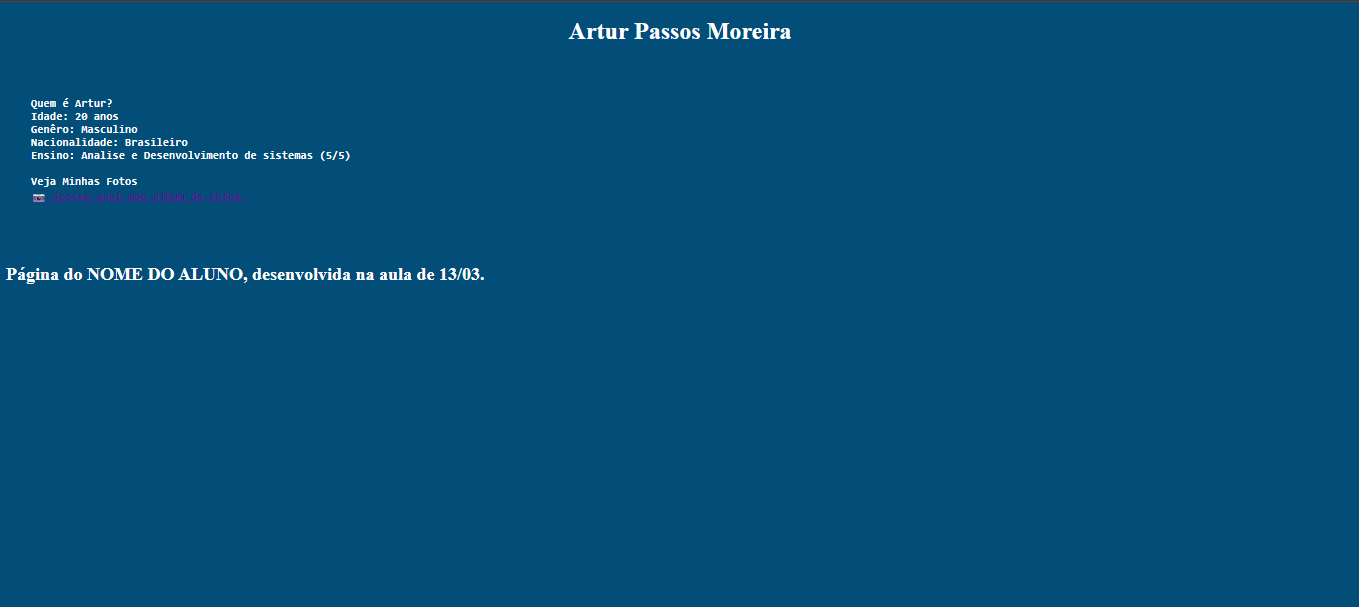 Artur Passos Moreira
Quem é Artur?
Idade: 20 anos
Genêro: Masculino
Nacionalidade: Brasileiro
Ensino: Analise e Desenvolvimento de sistemas (5/5)
Veja Minhas Fotos
Acesse aqui meu album de fotos
Página do NOME DO ALUNO, desenvolvida na aula de 13/03.